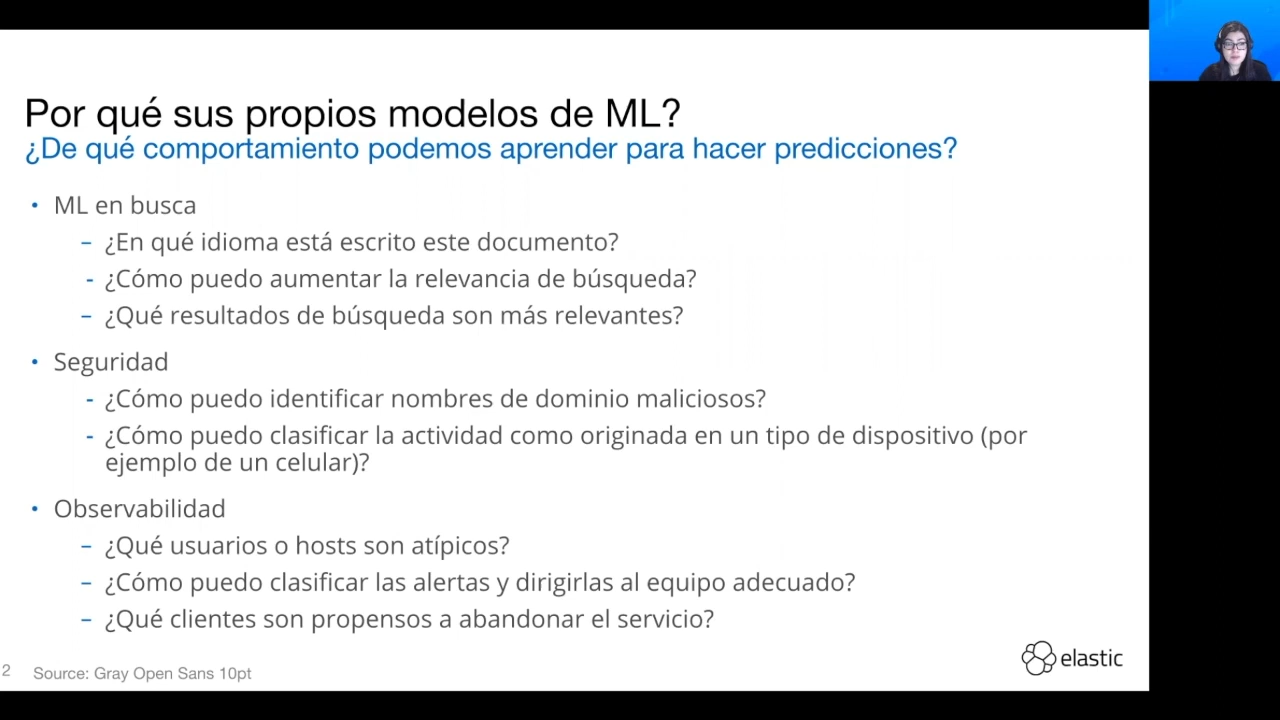 Por qué sus propios modelos de ML?
¿De qué comportamiento podemos aprender para hacer predicciones?
• ML en busca
– ¿En qué idioma está escrito este documento?
- ¿Cómo puedo aumentar la relevancia de búsqueda?
– ¿Qué resultados de búsqueda son más relevantes?
• Seguridad
- ¿Cómo puedo identificar nombres de dominio maliciosos?
- ¿Cómo puedo clasificar la actividad como originada en un tipo de dispositivo (por
ejemplo de un celular)?
• Observabilidad
– ¿Qué usuarios o hosts son atípicos?
– ¿Cómo puedo clasificar las alertas y dirigirlas al equipo adecuado?
– ¿Qué clientes son propensos a abandonar el servicio?
elastic
2 Source: Gray Open Sans 10pt